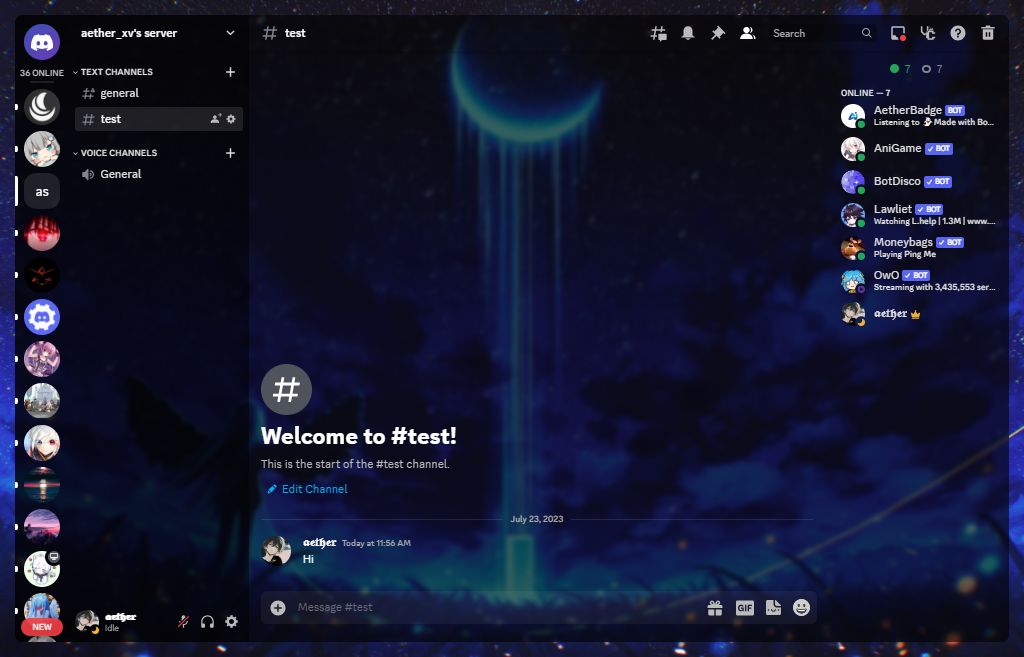 aether_xv's server
36 ONLINE
TEXT CHANNELS
general
test
VOICE CHANNELS
General
as
NEW
aether
Idle
test
Search
Welcome to #test!
This is the start of the #test channel.
Edit Channel
July 23, 2023
aether Today at 11:56 AM
Hi
Message #test
GIF
7 7
ONLINE — 7
AetherBadge BOT
Listening to Made with Bo...
AniGame ✓ BOT
BotDisco ✓ BOT
Lawliet ✓ BOT
Watching L.help | 1.3M | www....
Moneybags ✓ BOT
Playing Ping Me
OwO ✓ BOT
Streaming with 3,435,553 ser...
aether